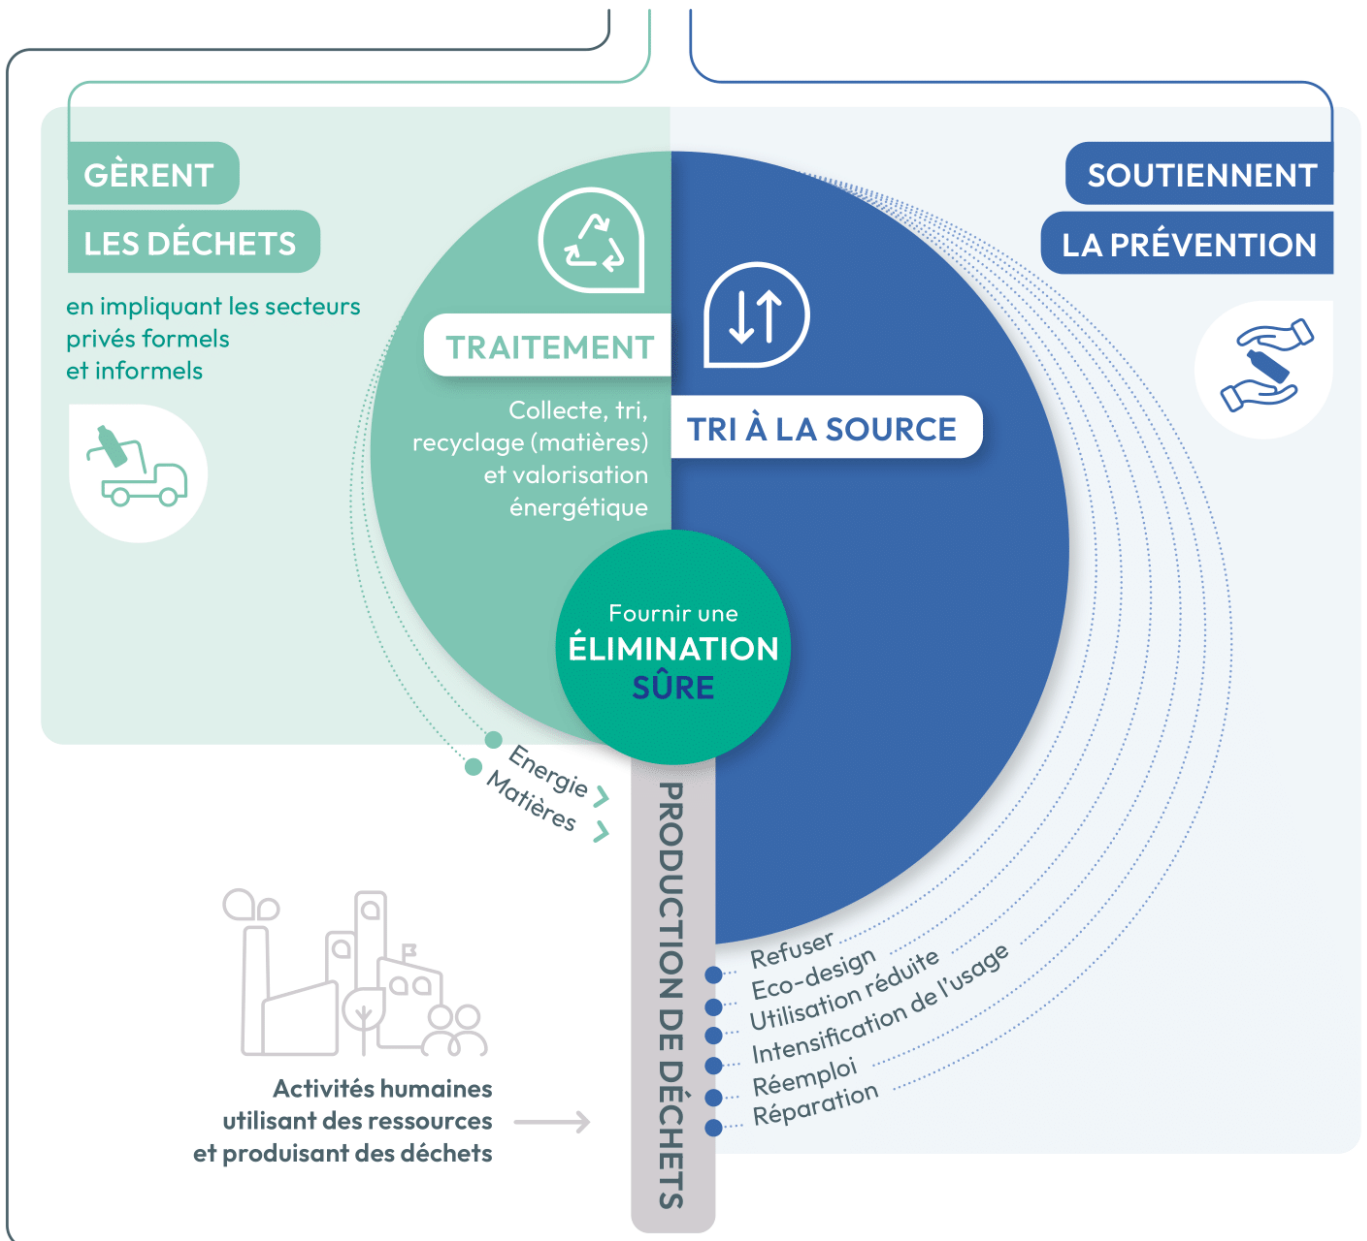 GÈRENT
LES DÉCHETS
en impliquant les secteurs
privés formels
et informels
SOUTIENNENT
LA PRÉVENTION
TRAITEMENT
Collecte, tri,
recyclage (matières)
et valorisation
énergétique
TRI À LA SOURCE
Fournir une
ÉLIMINATION
SÛRE
Energie
Matières
PRODUCTION DE DÉCHETS
Refuser
Eco-design
Utilisation réduite
Intensification de l'usage
Réemploi
Réparation
Activités humaines
utilisant des ressources
et produisant des déchets